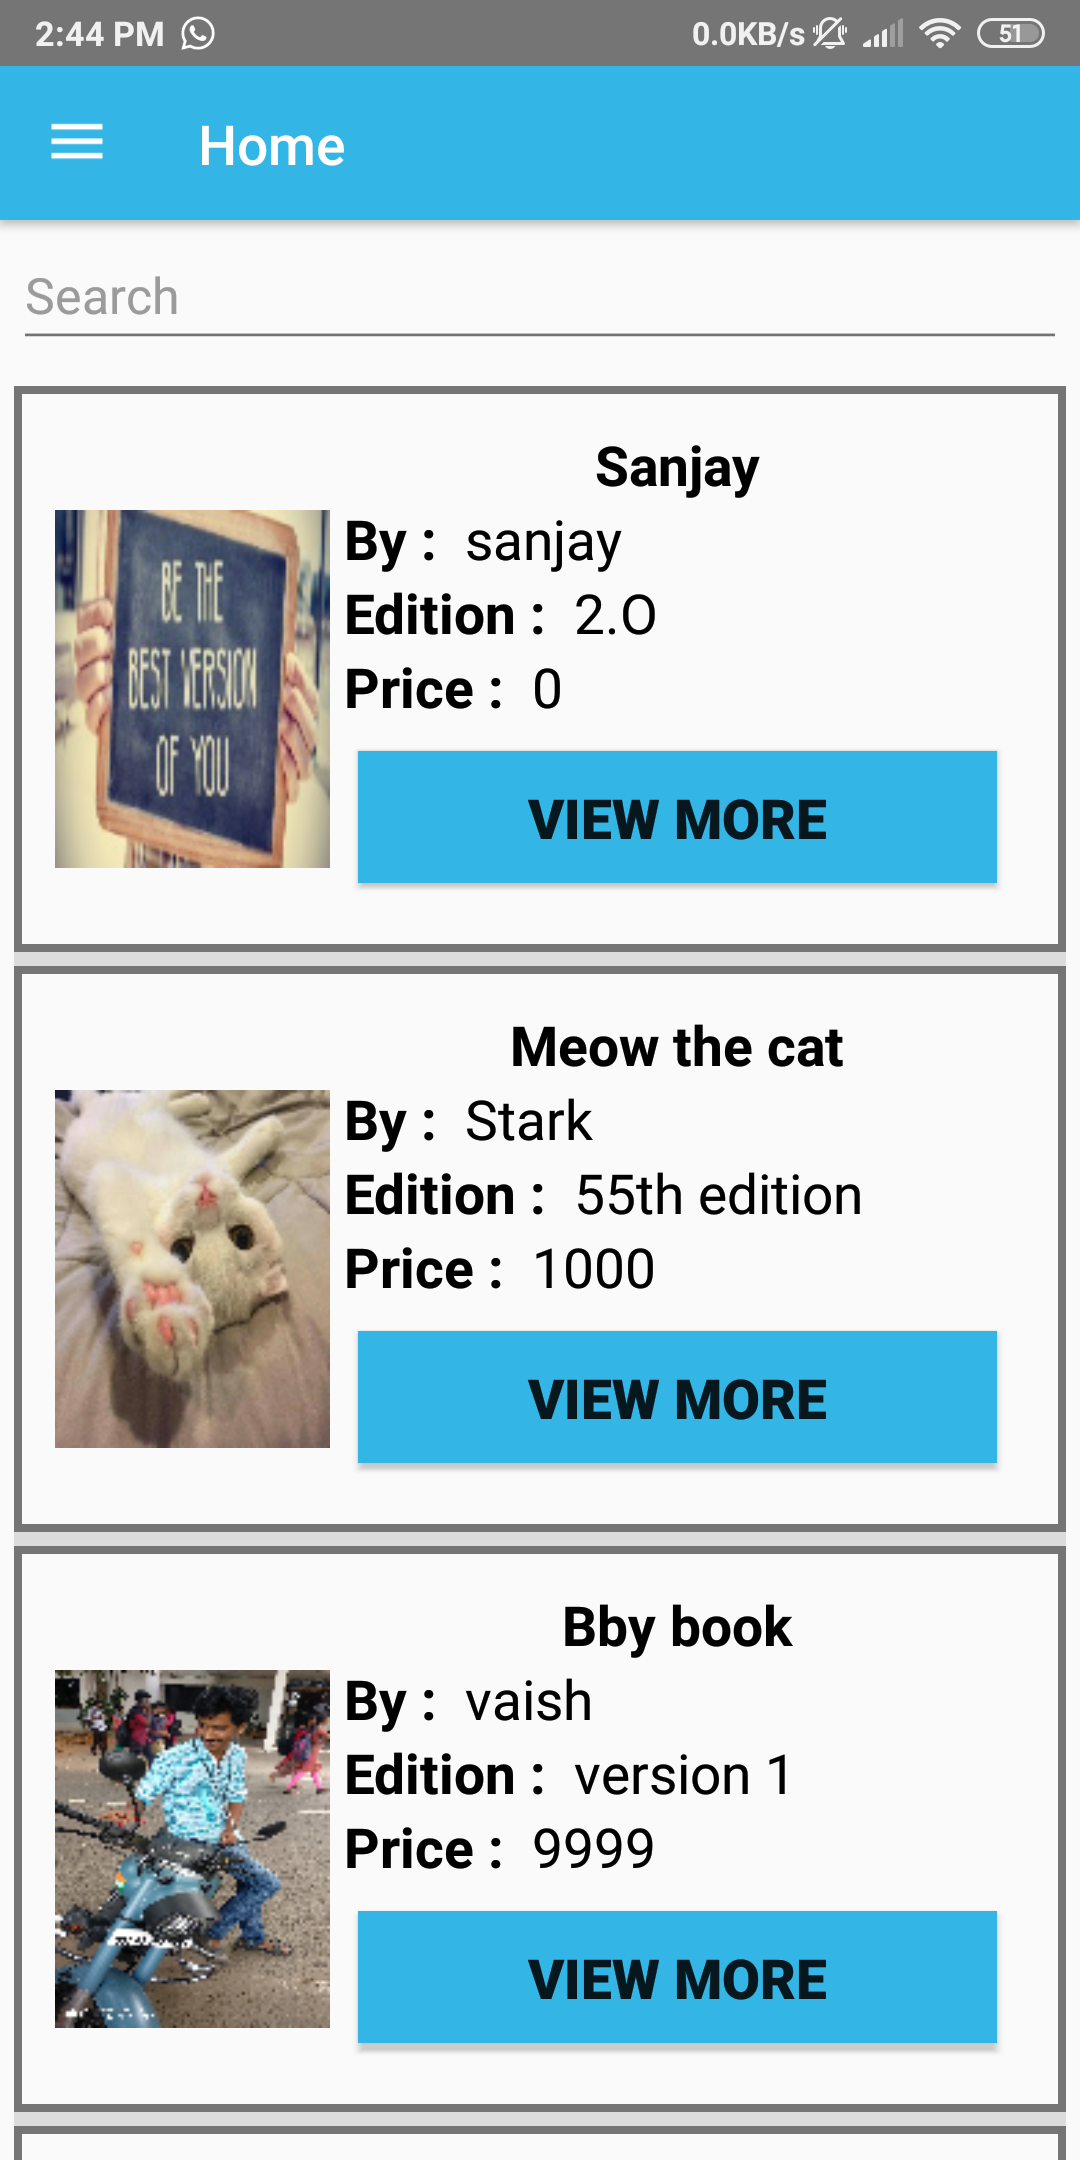 2:44 PM 0.0KB/s 51
Home
Search
Sanjay
BE THE
BEST VERSION
OF YOU
By : sanjay
Edition : 2.O
Price : 0
VIEW MORE
Meow the cat
By : Stark
Edition : 55th edition
Price : 1000
VIEW MORE
Bby book
By : vaish
Edition : version 1
Price : 9999
VIEW MORE